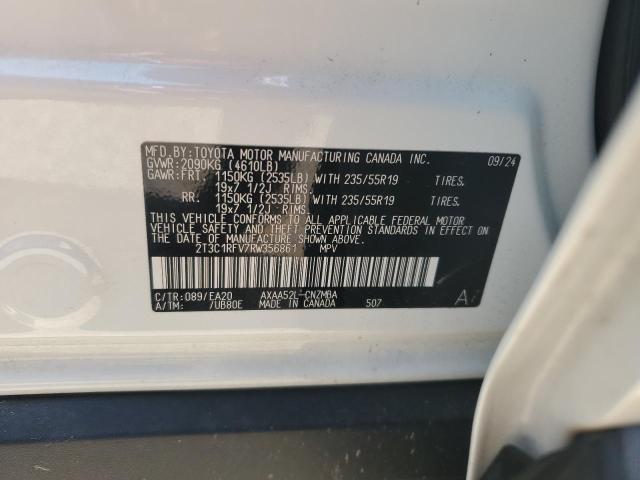 MFD. BY: TOYOTA MOTOR MANUFACTURING CANADA INC. 09/24
GVWR: 2090KG (4610LB)
GAWR: FRT 1150KG (2535LB) WITH 235/55R19 TIRES,
19x7 1/2J RIMS.
RR: 1150KG (2535LB) WITH 235/55R19 TIRES,
19x7 1/2J RIMS.
THIS VEHICLE CONFORMS TO ALL APPLICABLE FEDERAL MOTOR
VEHICLE SAFETY AND THEFT PREVENTION STANDARDS IN EFFECT ON
THE DATE OF MANUFACTURE SHOWN ABOVE.
2T3C1RFV7RW356861 MPV
C/TR: 089/EA20 AXAA52L-CNZMBA A
A/TM: /UB80E MADE IN CANADA 507